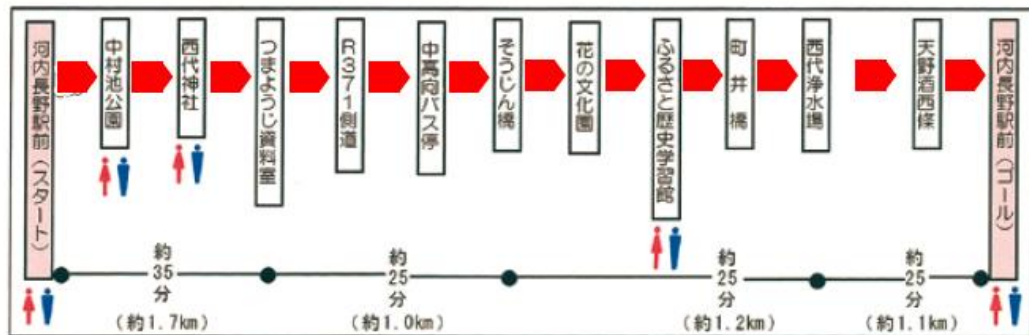 河内長野駅前（スタート）
中村池公園
西代神社
つまようじ資料室
R371側道
中高向バス停
そうじん橋
花の文化園
ふるさと歴史学習館
町井橋
西代浄水場
天野酒西條
河内長野駅前（ゴール）
約35分
（約1.7km）
約25分
（約1.0km）
約25分
（約1.2km）
約25分
（約1.1km）